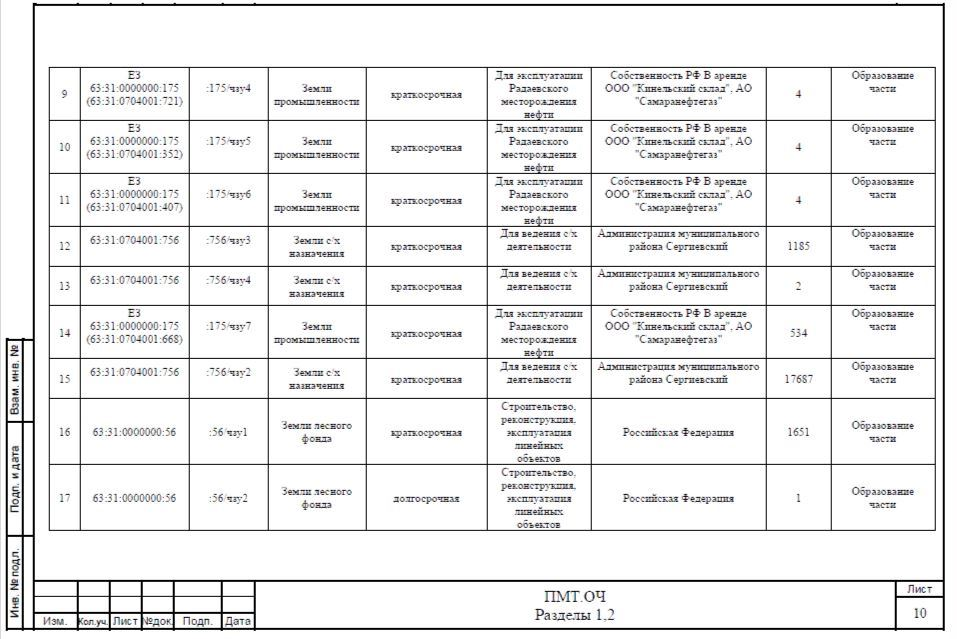 9
ЕЗ
63:31:0000000:175
(63:31:0704001:721)
:175/чзу4
Земли
промышленности
краткосрочная
Для эксплуатации
Радаевского
месторождения
нефти
Собственность РФ В аренде
ООО "Кинельский склад", АО
"Самаранефтегаз"
4
Образование
части
10
ЕЗ
63:31:0000000:175
(63:31:0704001:352)
:175/чзу5
Земли
промышленности
краткосрочная
Для эксплуатации
Радаевского
месторождения
нефти
Собственность РФ В аренде
ООО "Кинельский склад", АО
"Самаранефтегаз"
4
Образование
части
11
ЕЗ
63:31:0000000:175
(63:31:0704001:407)
:175/чзу6
Земли
промышленности
краткосрочная
Для эксплуатации
Радаевского
месторождения
нефти
Собственность РФ В аренде
ООО "Кинельский склад", АО
"Самаранефтегаз"
4
Образование
части
12
63:31:0704001:756
:756/чзу3
Земли с/х
назначения
краткосрочная
Для ведения с/х
деятельности
Администрация муниципального
района Сергиевский
1185
Образование
части
13
63:31:0704001:756
:756/чзу4
Земли с/х
назначения
краткосрочная
Для ведения с/х
деятельности
Администрация муниципального
района Сергиевский
2
Образование
части
14
ЕЗ
63:31:0000000:175
(63:31:0704001:668)
:175/чзу7
Земли
промышленности
краткосрочная
Для эксплуатации
Радаевского
месторождения
нефти
Собственность РФ В аренде
ООО "Кинельский склад", АО
"Самаранефтегаз"
534
Образование
части
15
63:31:0704001:756
:756/чзу2
Земли с/х
назначения
краткосрочная
Для ведения с/х
деятельности
Администрация муниципального
района Сергиевский
17687
Образование
части
16
63:31:0000000:56
:56/чзу1
Земли лесного
фонда
краткосрочная
Строительство,
реконструкция,
эксплуатация
линейных
объектов
Российская Федерация
1651
Образование
части
17
63:31:0000000:56
:56/чзу2
Земли лесного
фонда
долгосрочная
Строительство,
реконструкция,
эксплуатация
линейных
объектов
Российская Федерация
1
Образование
части
Взам. инв. №
Подп. и дата
Инв. № подл.
Изм.
Кол.уч.
Лист
№док.
Подп.
Дата
ПМТ.ОЧ
Разделы 1,2
Лист
10